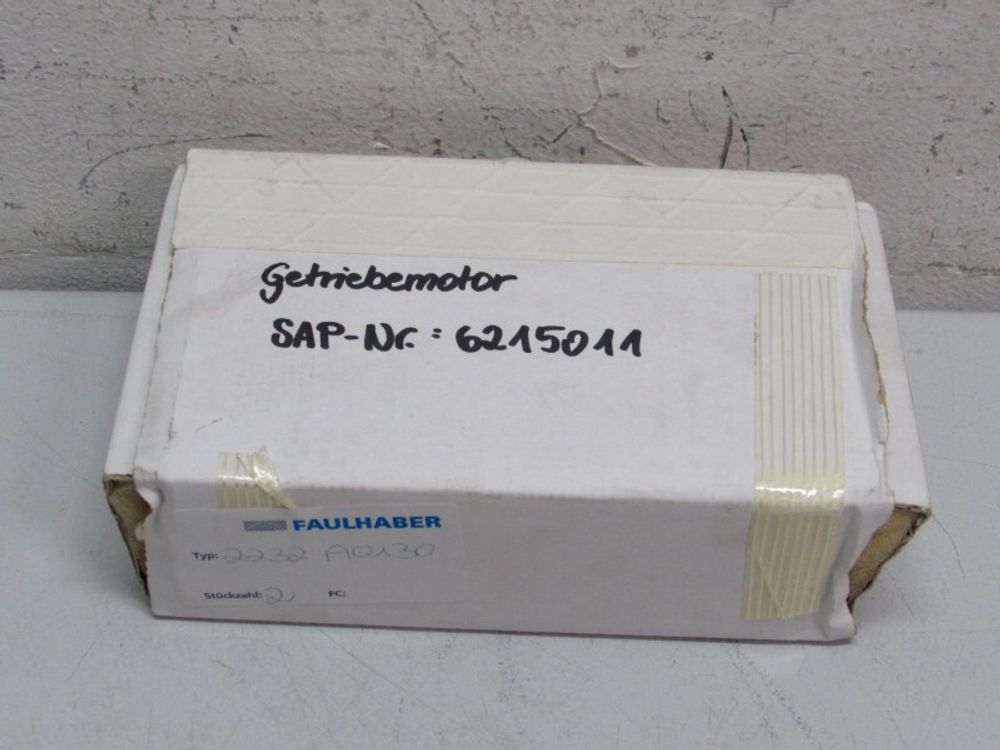 Getriebemotor
SAP-Nr.: 6215011
FAULHABER
Typ: 2232 A0130
Stückzahl: 2 FC: